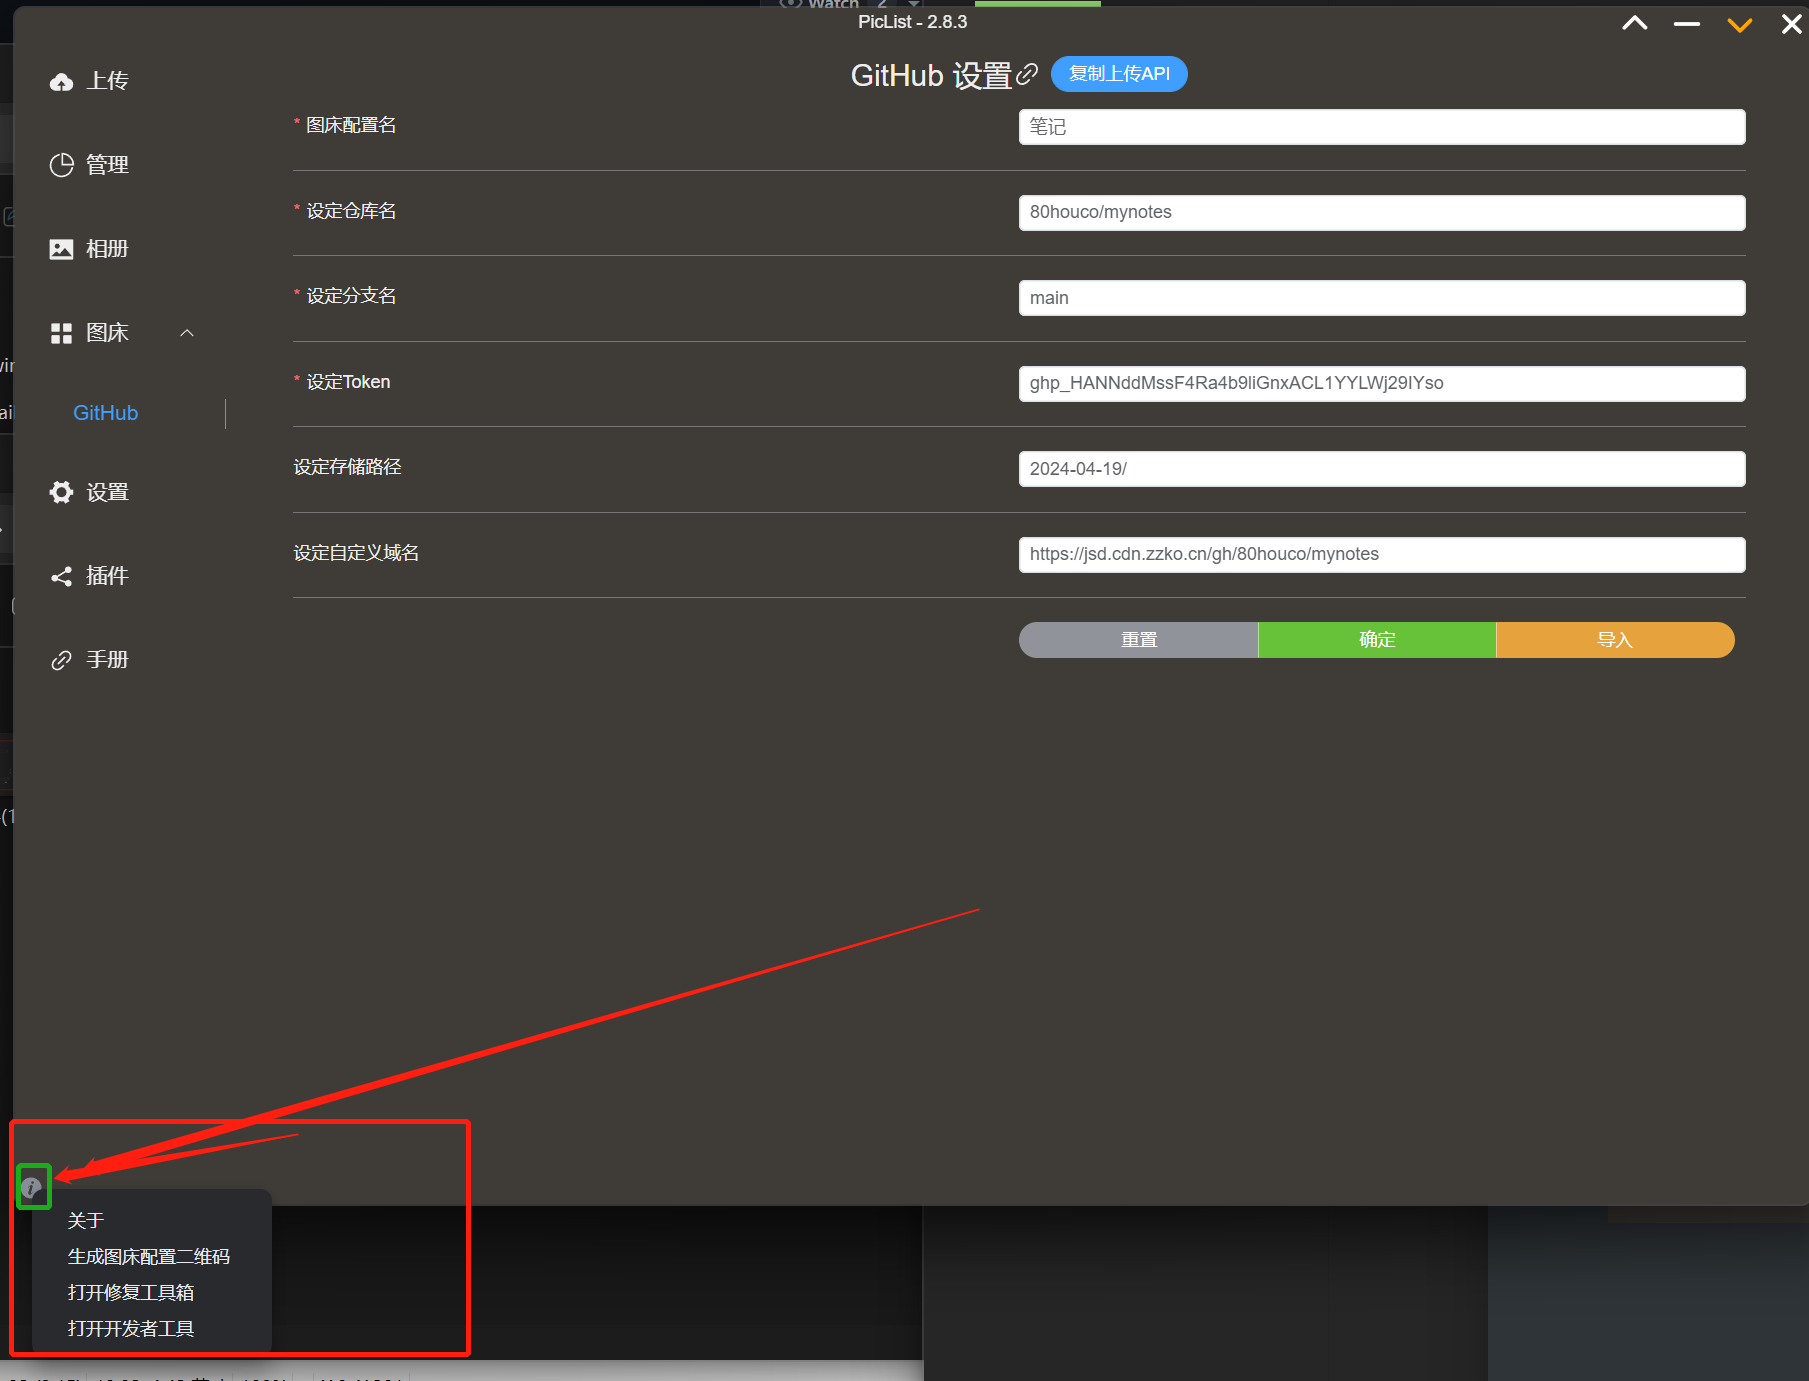 Watch 2
PicList - 2.8.3
GitHub 设置 复制上传API
上传
管理
相册
图床
GitHub
设置
插件
手册
* 图床配置名
笔记
* 设定仓库名
80houco/mynotes
* 设定分支名
main
* 设定Token
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
设定存储路径
2024-04-19/
设定自定义域名
https://jsd.cdn.zzko.cn/gh/80houco/mynotes
重置 确定 导入
关于
生成图床配置二维码
打开修复工具箱
打开开发者工具